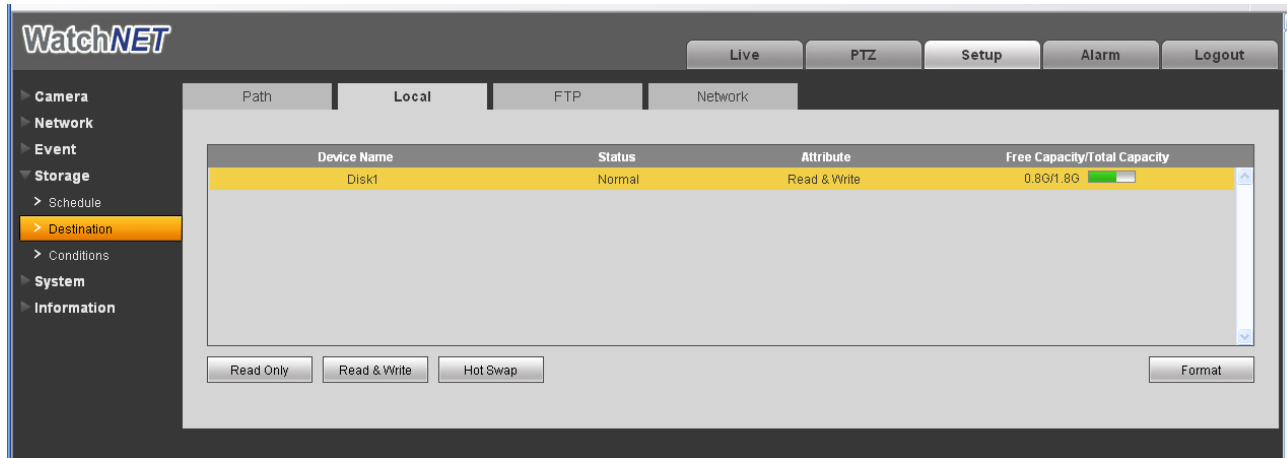 WatchNET
Live PTZ Setup Alarm Logout
Camera
Network
Event
Storage
> Schedule
> Destination
> Conditions
System
Information
Path Local FTP Network
Device Name Status Attribute Free Capacity/Total Capacity
Disk1 Normal Read & Write 0.8G/1.8G
Read Only Read & Write Hot Swap Format